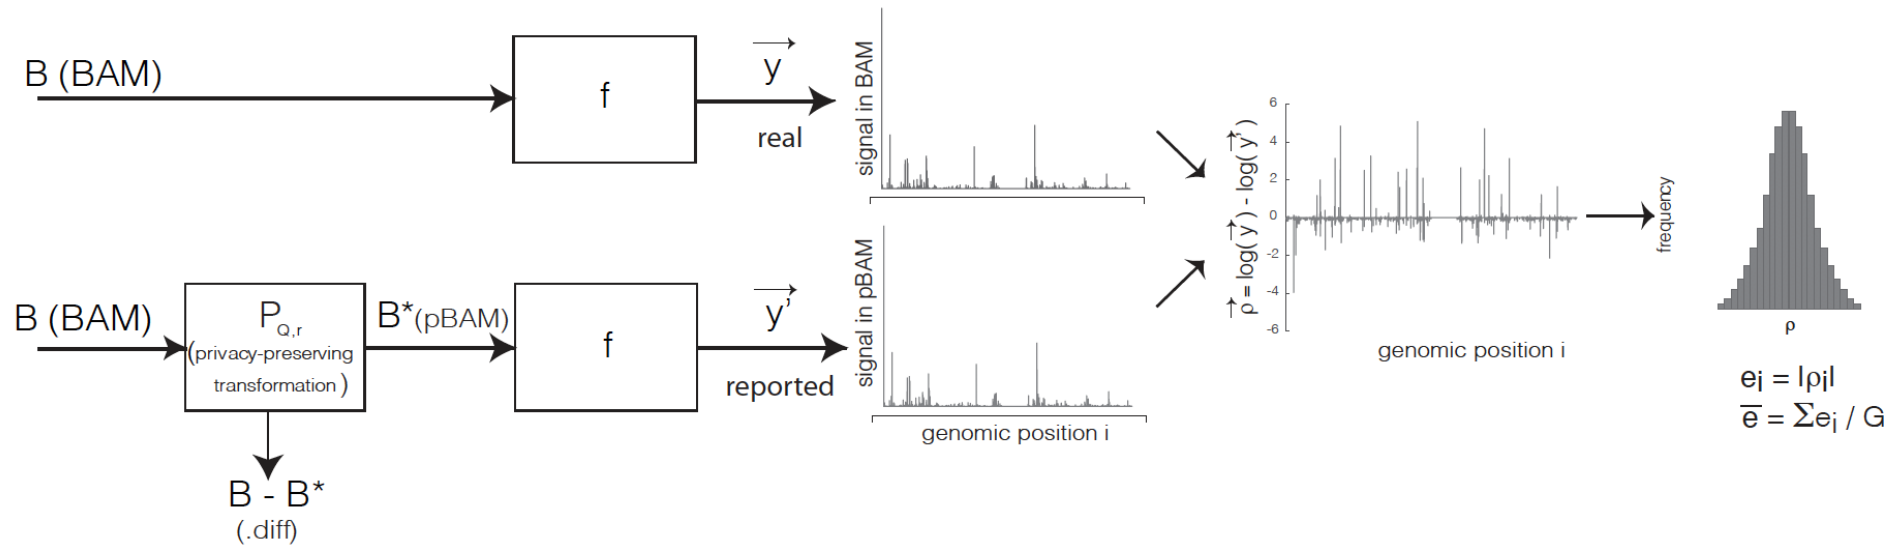 B (BAM)
f
y
real
signal in BAM
B (BAM)
P Q,r
(privacy-preserving
transformation)
B*(pBAM)
f
y'
reported
signal in pBAM
genomic position i
B - B*
(.diff)
ρ = log( y ) - log( y' )
6
4
2
0
-2
-4
-6
genomic position i
frequency
ρ
ei = |ρi|
e = Σei / G